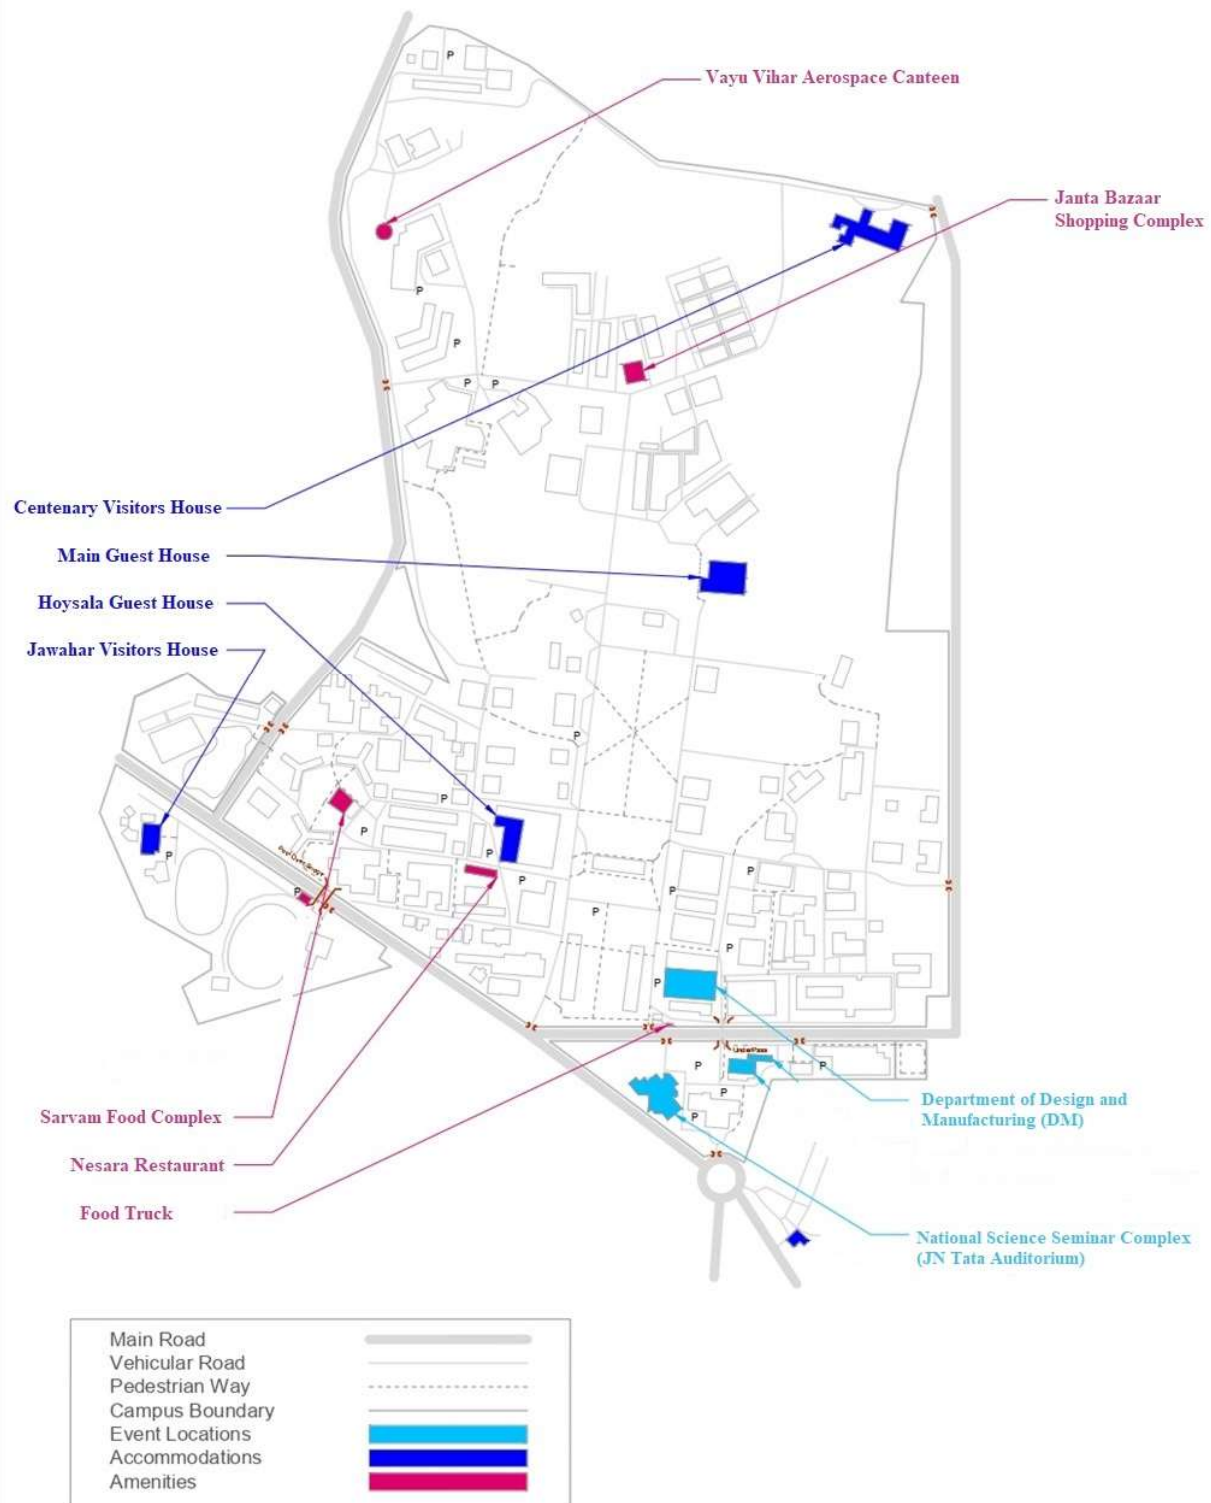 P
Vayu Vihar Aerospace Canteen
Janta Bazaar
Shopping Complex
P
P
P
P
Centenary Visitors House
Main Guest House
Hoysala Guest House
Jawahar Visitors House
P
P
P
P
P
P
P
P
P
P
P
P
P
Under Pass
P
P
P
P
Department of Design and
Manufacturing (DM)
Sarvam Food Complex
Nesara Restaurant
Food Truck
National Science Seminar Complex
(JN Tata Auditorium)
Main Road
Vehicular Road
Pedestrian Way
Campus Boundary
Event Locations
Accommodations
Amenities